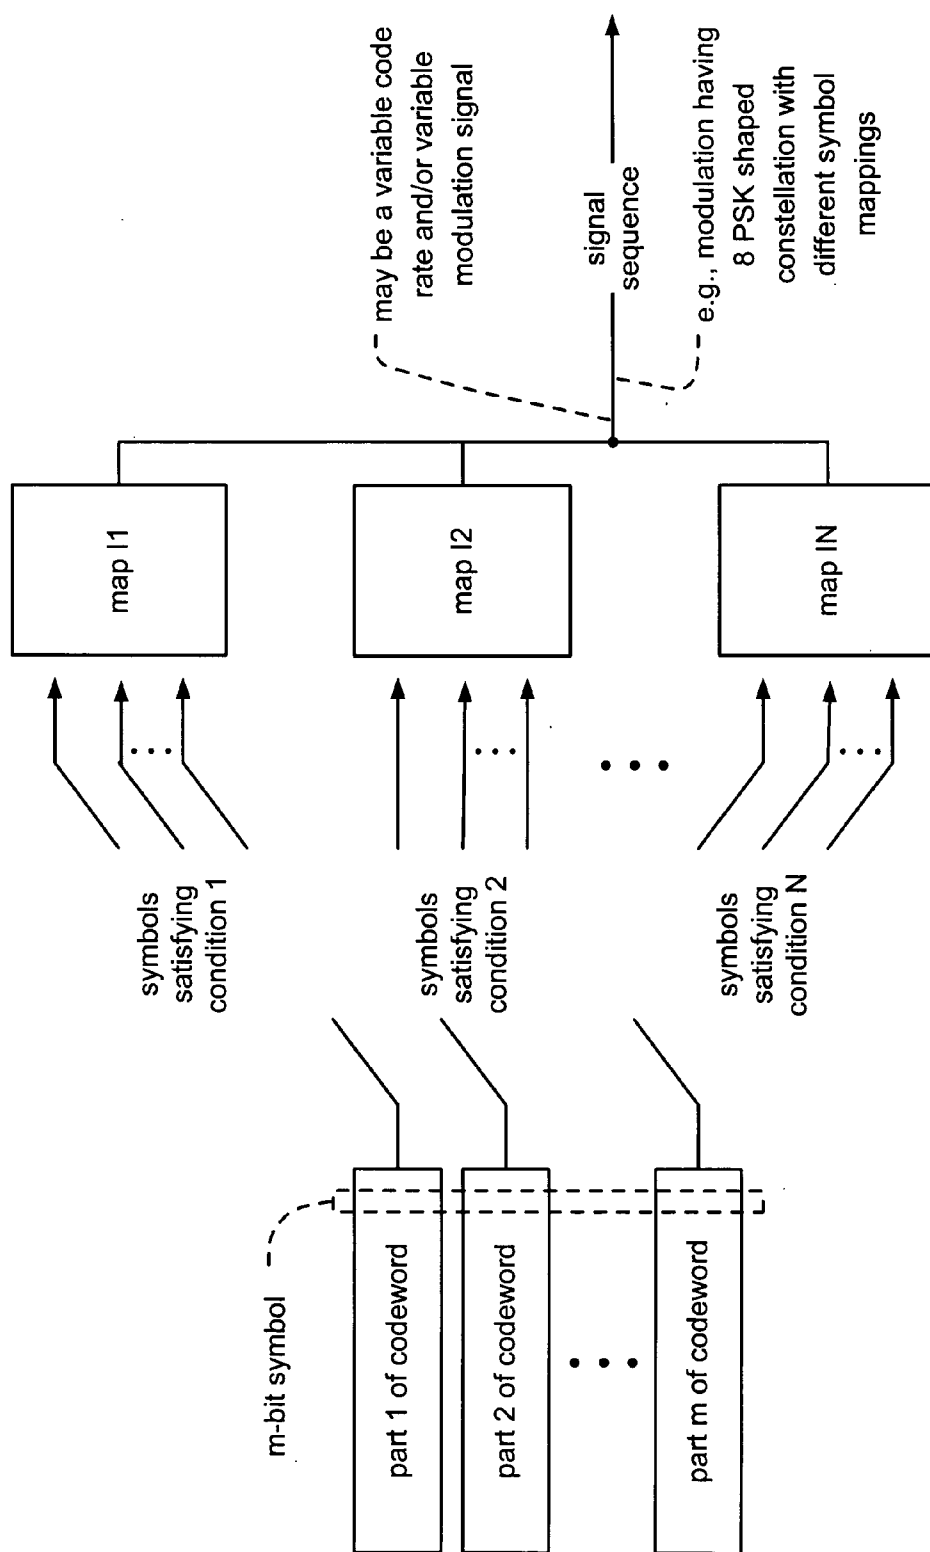 m-bit symbol
part 1 of codeword
part 2 of codeword
part m of codeword
symbols
satisfying
condition 1
symbols
satisfying
condition 2
symbols
satisfying
condition N
map I1
map I2
map IN
may be a variable code
rate and/or variable
modulation signal
signal
sequence
e.g., modulation having
8 PSK shaped
constellation with
different symbol
mappings